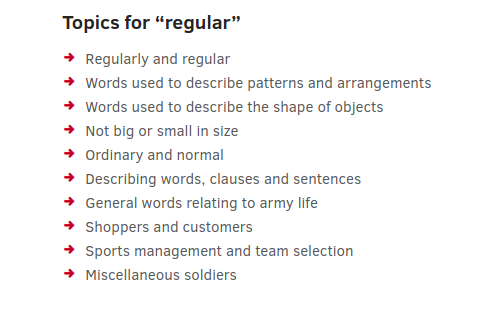 Topics for “regular”
Regularly and regular
Words used to describe patterns and arrangements
Words used to describe the shape of objects
Not big or small in size
Ordinary and normal
Describing words, clauses and sentences
General words relating to army life
Shoppers and customers
Sports management and team selection
Miscellaneous soldiers